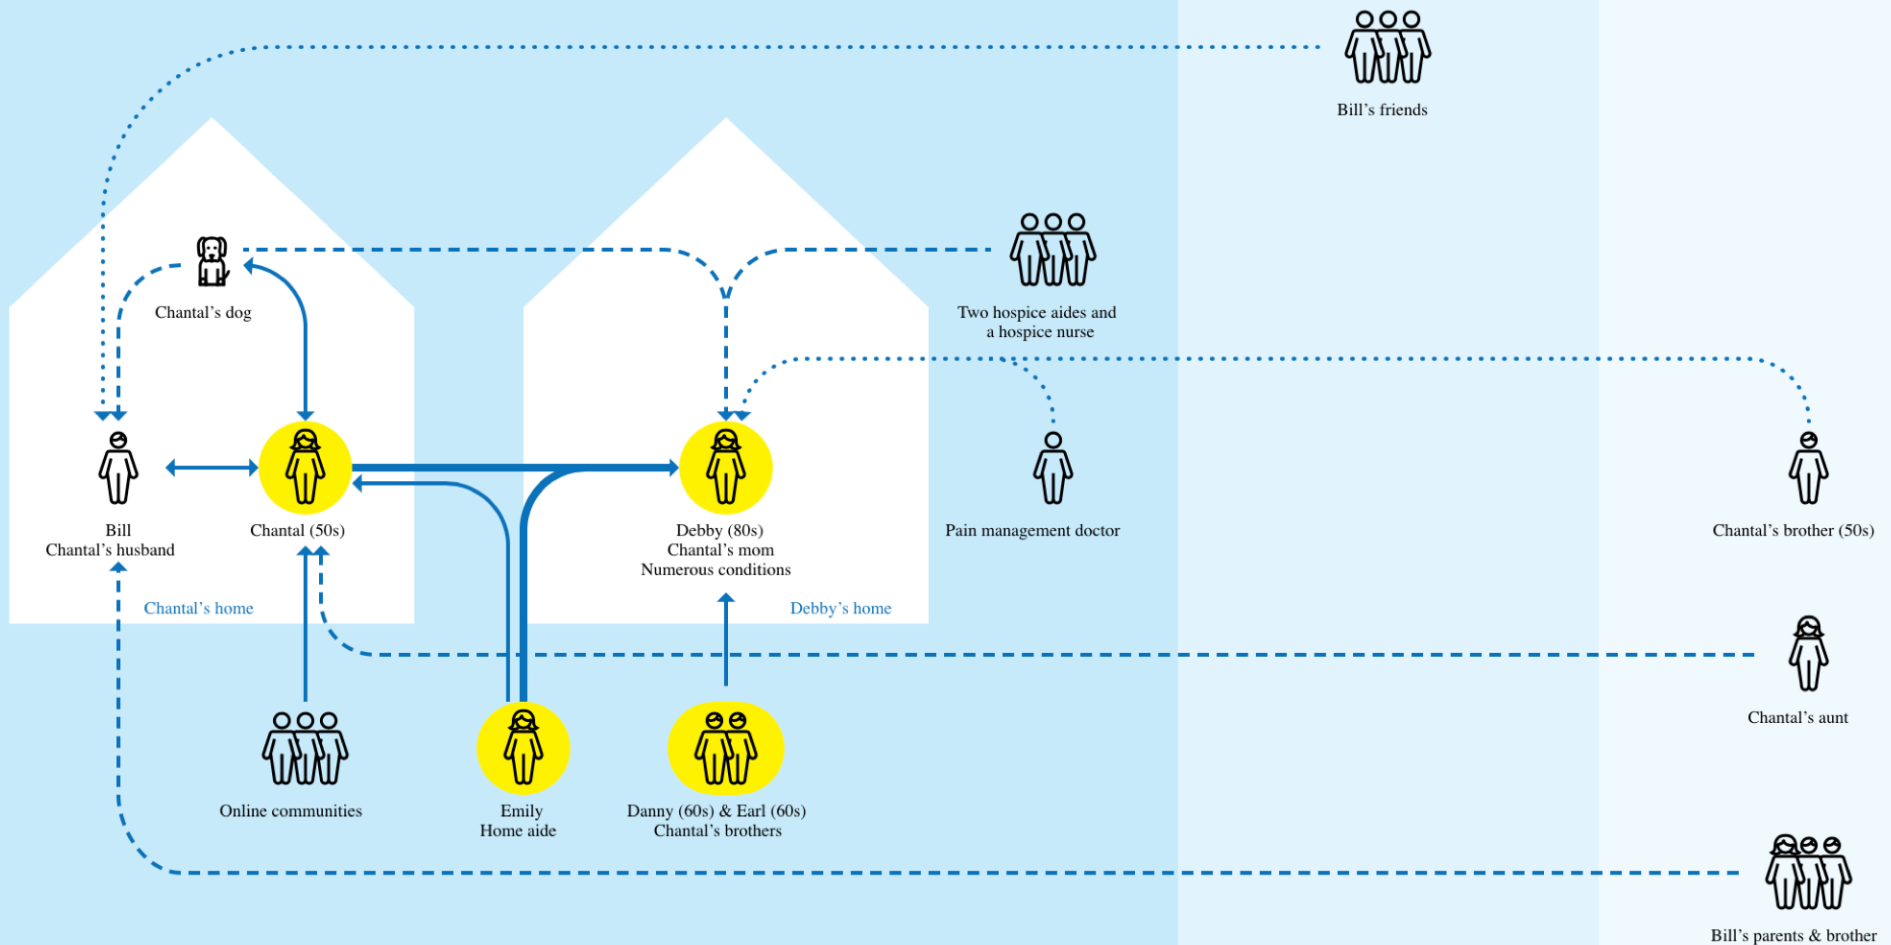 Bill’s friends
Chantal’s dog
Two hospice aides and
a hospice nurse
Bill
Chantal’s husband
Chantal (50s)
Debby (80s)
Chantal’s mom
Numerous conditions
Pain management doctor
Chantal’s brother (50s)
Chantal’s home
Debby’s home
Chantal’s aunt
Online communities
Emily
Home aide
Danny (60s) & Earl (60s)
Chantal’s brothers
Bill’s parents & brother